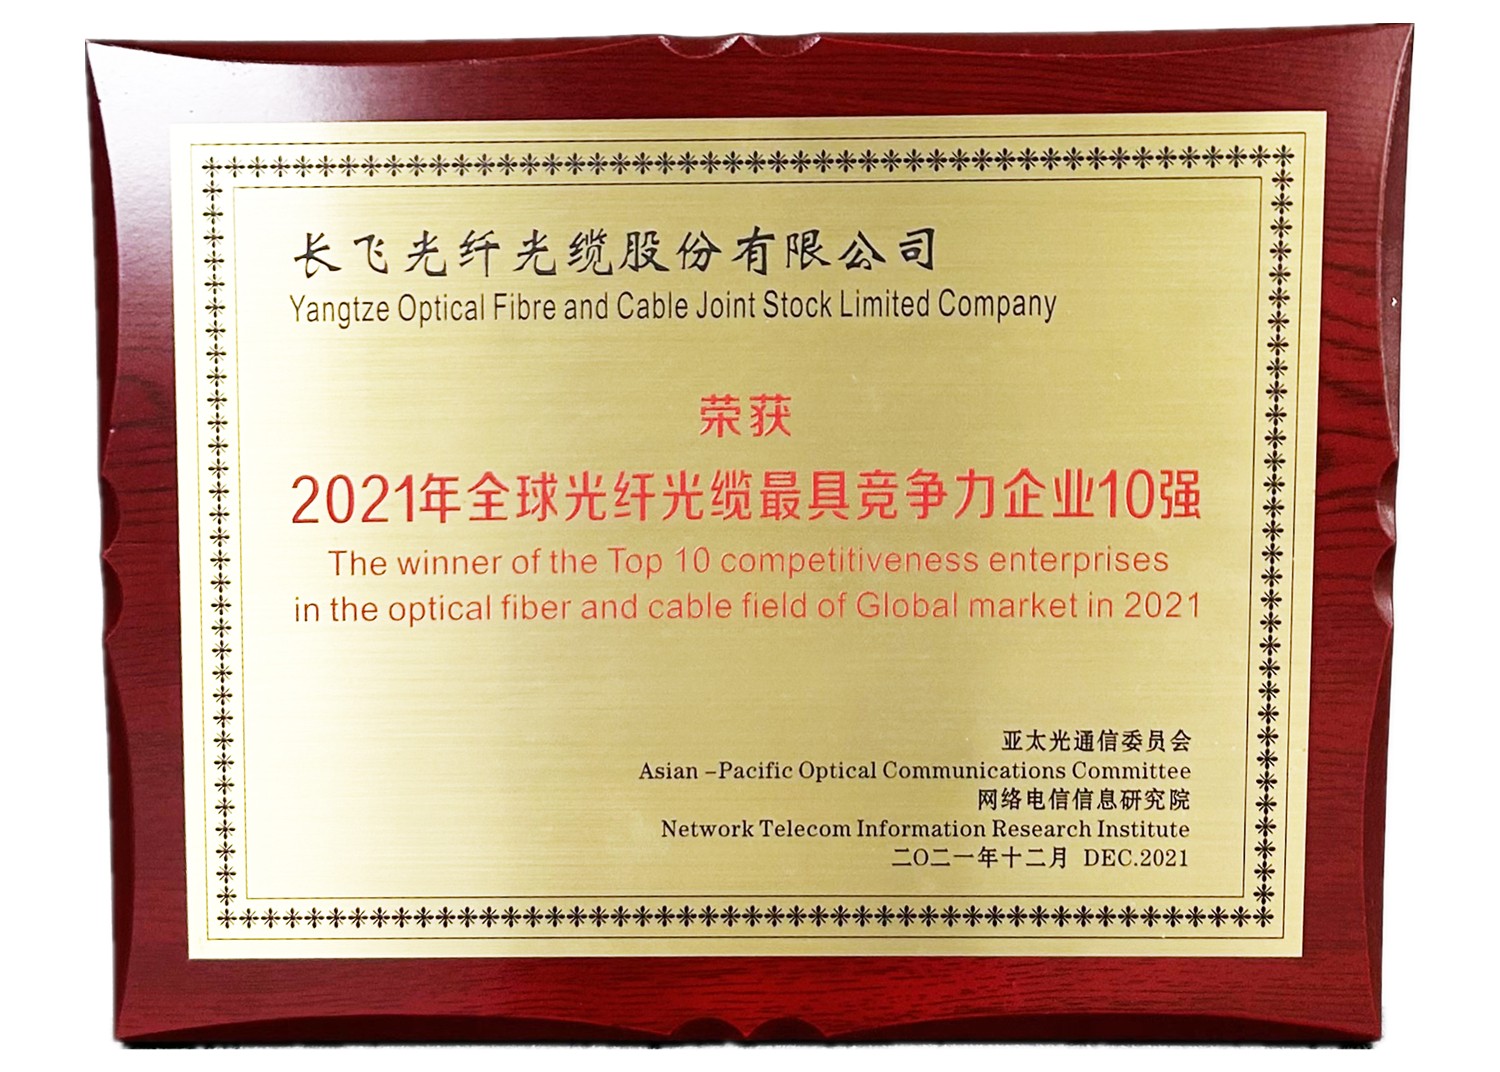 长飞光纤光缆股份有限公司
Yangtze Optical Fibre and Cable Joint Stock Limited Company
荣获
2021年全球光纤光缆最具竞争力企业10强
The winner of the Top 10 competitiveness enterprises
in the optical fiber and cable field of Global market in 2021
亚太光通信委员会
Asian –Pacific Optical Communications Committee
网络电信信息研究院
Network Telecom Information Research Institute
二〇二一年十二月 DEC.2021